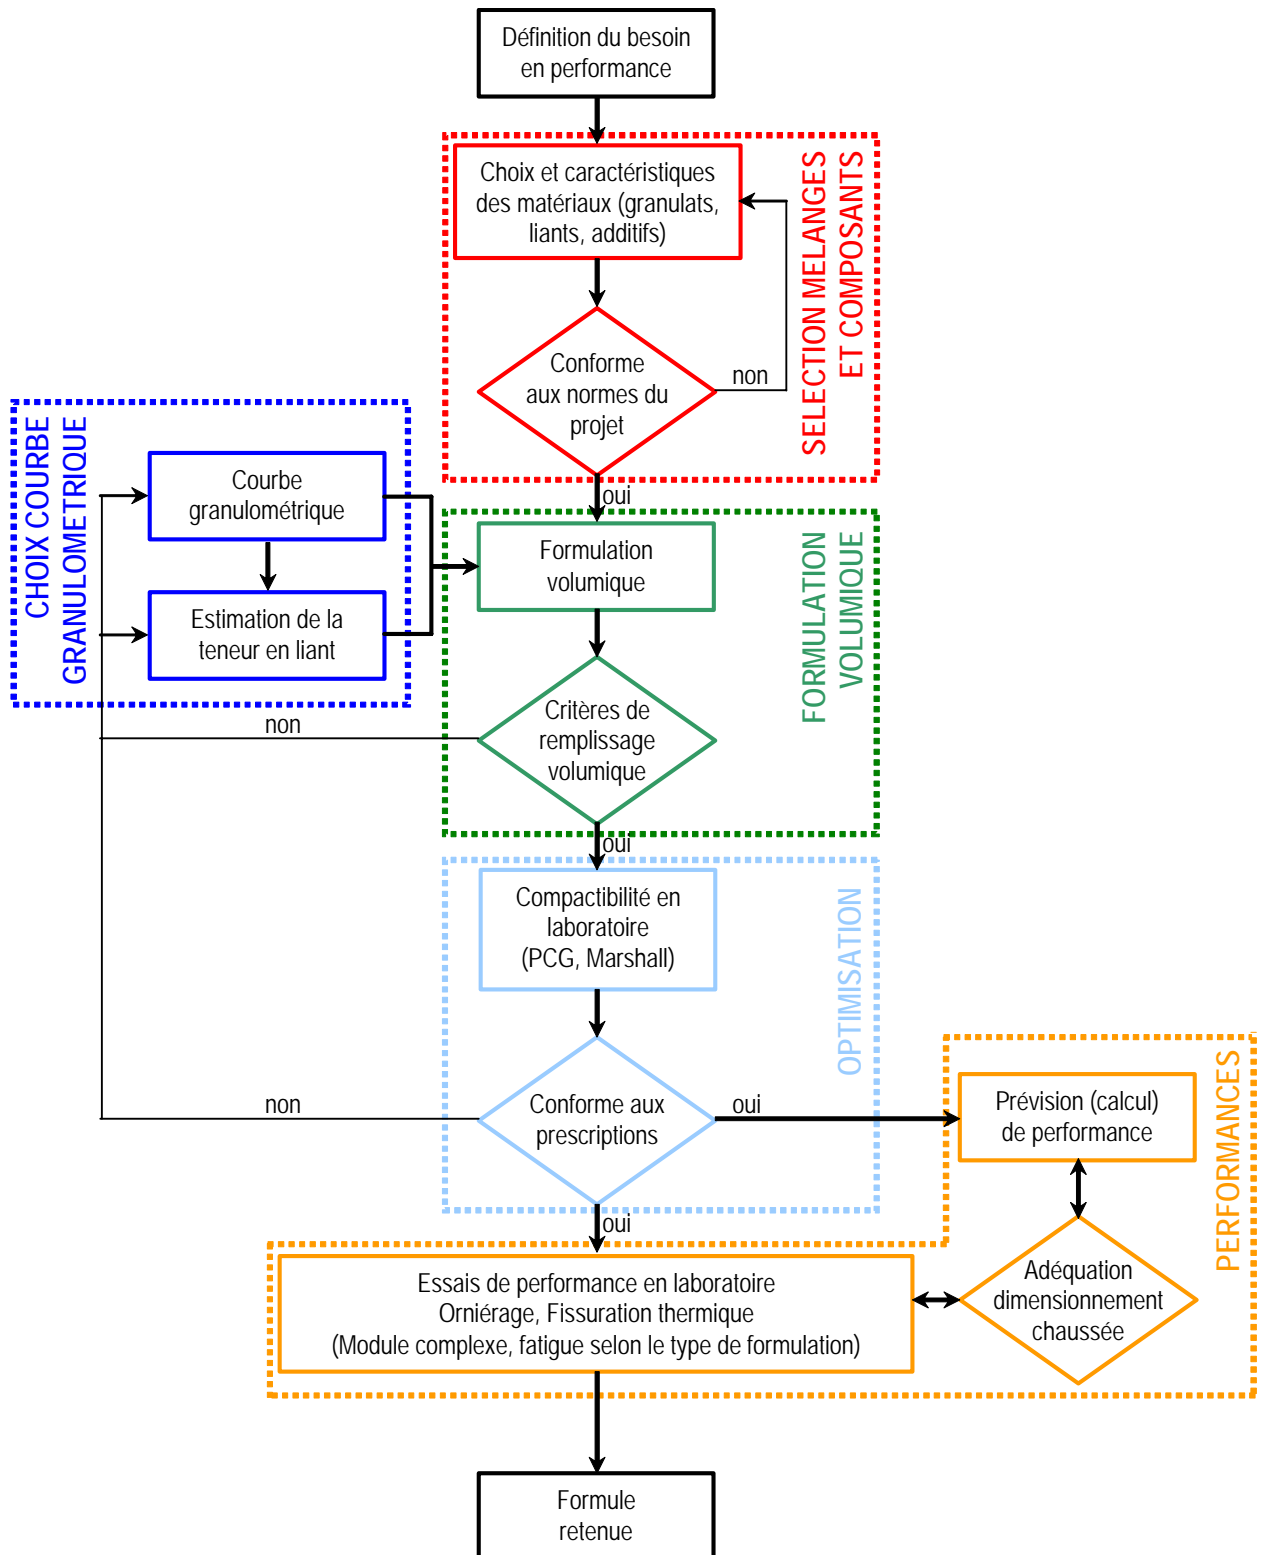 Définition du besoin
en performance
Choix et caractéristiques
des matériaux (granulats,
liants, additifs)
SELECTION MELANGES
ET COMPOSANTS
Conforme
aux normes du
projet
non
oui
CHOIX COURBE
GRANULOMETRIQUE
Courbe
granulométrique
Estimation de la
teneur en liant
Formulation
volumique
FORMULATION
VOLUMIQUE
Critères de
remplissage
volumique
non
oui
Compactibilité en
laboratoire
(PCG, Marshall)
OPTIMISATION
Conforme aux
prescriptions
non
oui
oui
Prévision (calcul)
de performance
PERFORMANCES
Adéquation
dimensionnement
chaussée
Essais de performance en laboratoire
Orniérage, Fissuration thermique
(Module complexe, fatigue selon le type de formulation)
Formule
retenue